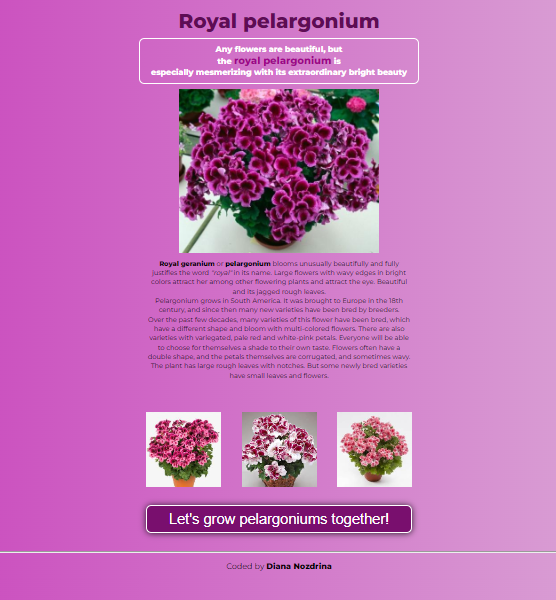 Royal pelargonium
Any flowers are beautiful, but
the royal pelargonium is
especially mesmerizing with its extraordinary bright beauty
Royal geranium or pelargonium blooms unusually beautifully and fully
justifies the word "royal" in its name. Large flowers with wavy edges in bright
colors attract her among other flowering plants and attract the eye. Beautiful
and its jagged rough leaves.
Pelargonium grows in South America. It was brought to Europe in the 18th
century, and since then many new varieties have been bred by breeders.
Over the past few decades, many varieties of this flower have been bred, which
have a different shape and bloom with multi-colored flowers. There are also
varieties with variegated, pale red and white-pink petals. Everyone will be able
to choose for themselves a shade to their own taste. Flowers often have a
double shape, and the petals themselves are corrugated, and sometimes wavy.
The plant has large rough leaves with notches. But some newly bred varieties
have small leaves and flowers.
Let's grow pelargoniums together!
Coded by Diana Nozdrina